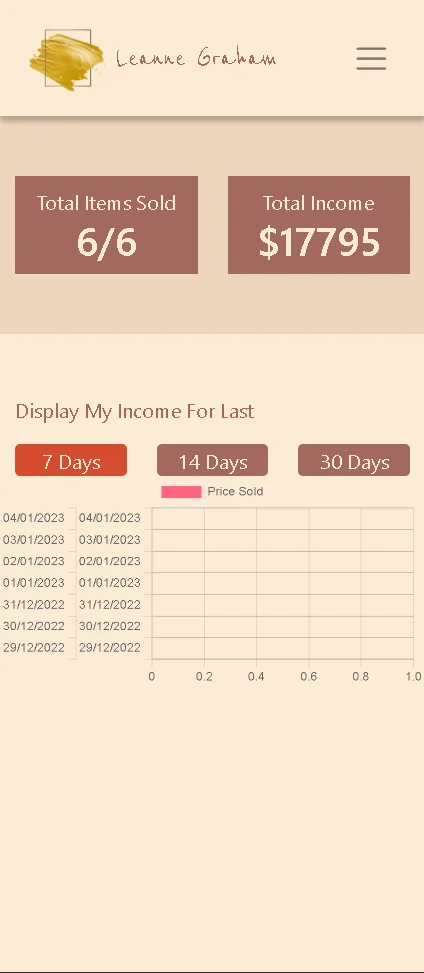 Leanne Graham
Total Items Sold
6/6
Total Income
$17795
Display My Income For Last
7 Days 14 Days 30 Days
Price Sold
04/01/2023 04/01/2023
03/01/2023 03/01/2023
02/01/2023 02/01/2023
01/01/2023 01/01/2023
31/12/2022 31/12/2022
30/12/2022 30/12/2022
29/12/2022 29/12/2022
0 0.2 0.4 0.6 0.8 1.0